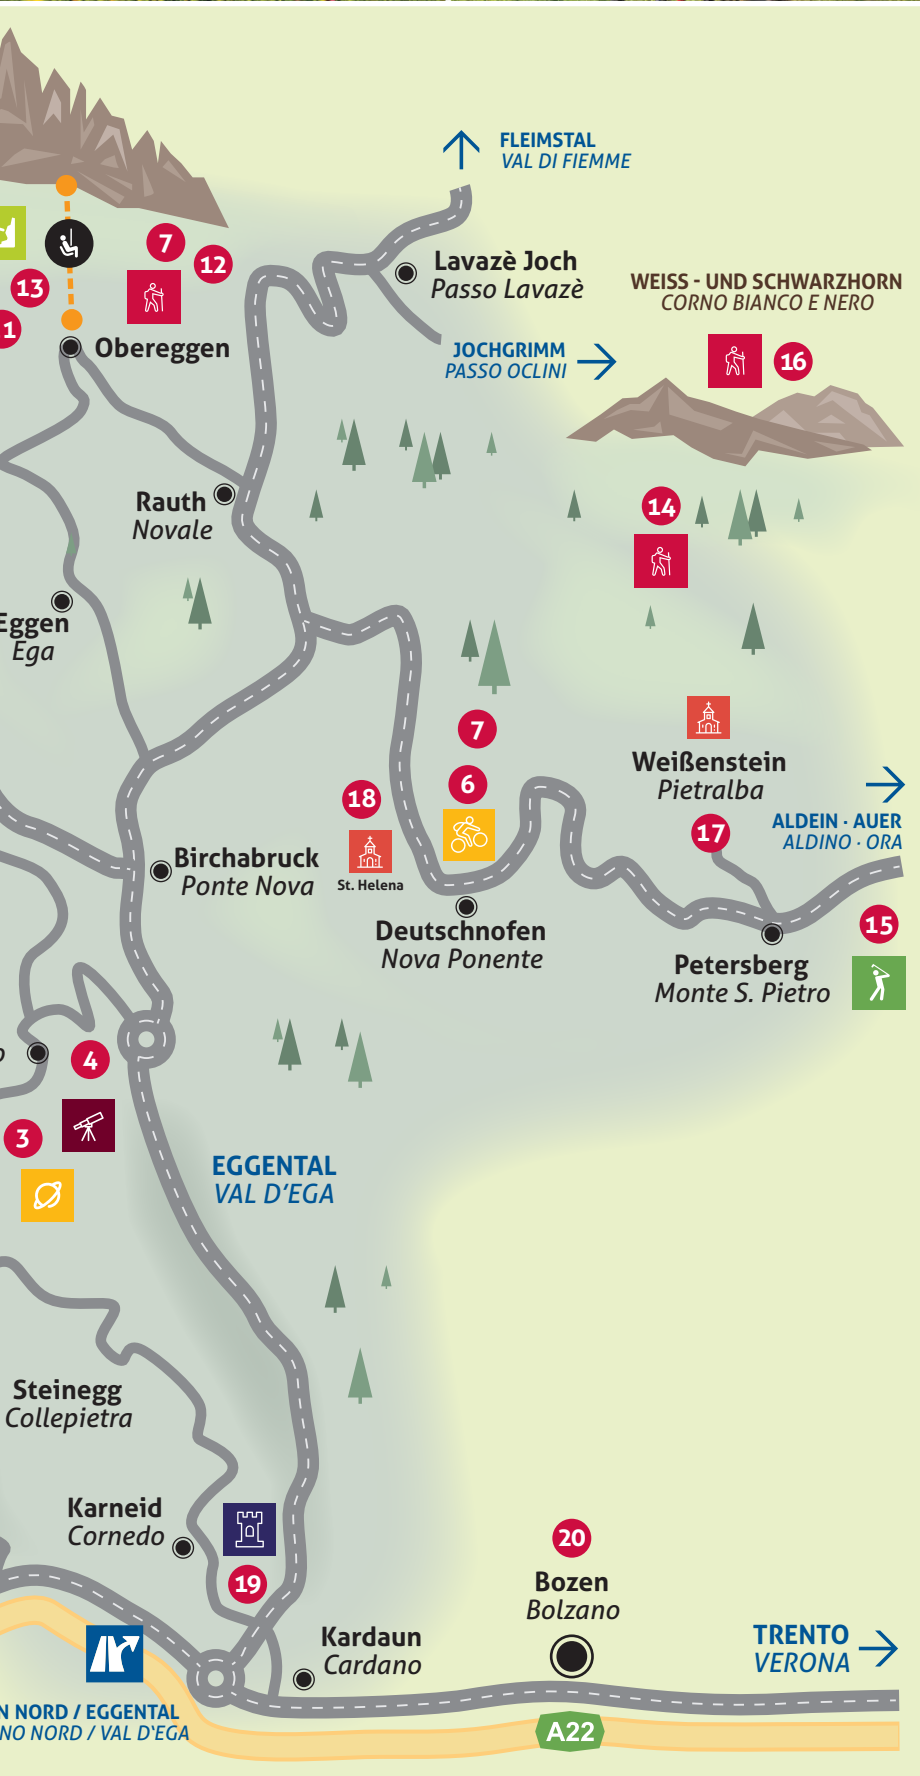 FLEIMSTAL
VAL DI FIEMME
7
12
13
1
Lavazè Joch
Passo Lavazè
WEISS - UND SCHWARZHORN
CORNO BIANCO E NERO
Obereggen
JOCHGRIMM
PASSO OCLINI
16
Rauth
Novale
14
Eggen
Ega
7
6
18
Weißenstein
Pietralba
17
ALDEIN · AUER
ALDINO · ORA
Birchabruck
Ponte Nova
St. Helena
Deutschnofen
Nova Ponente
15
Petersberg
Monte S. Pietro
4
3
EGGENTAL
VAL D'EGA
Steinegg
Collepietra
Karneid
Cornedo
19
20
Bozen
Bolzano
Kardaun
Cardano
TRENTO
VERONA
N NORD / EGGENTAL
NO NORD / VAL D'EGA
A22